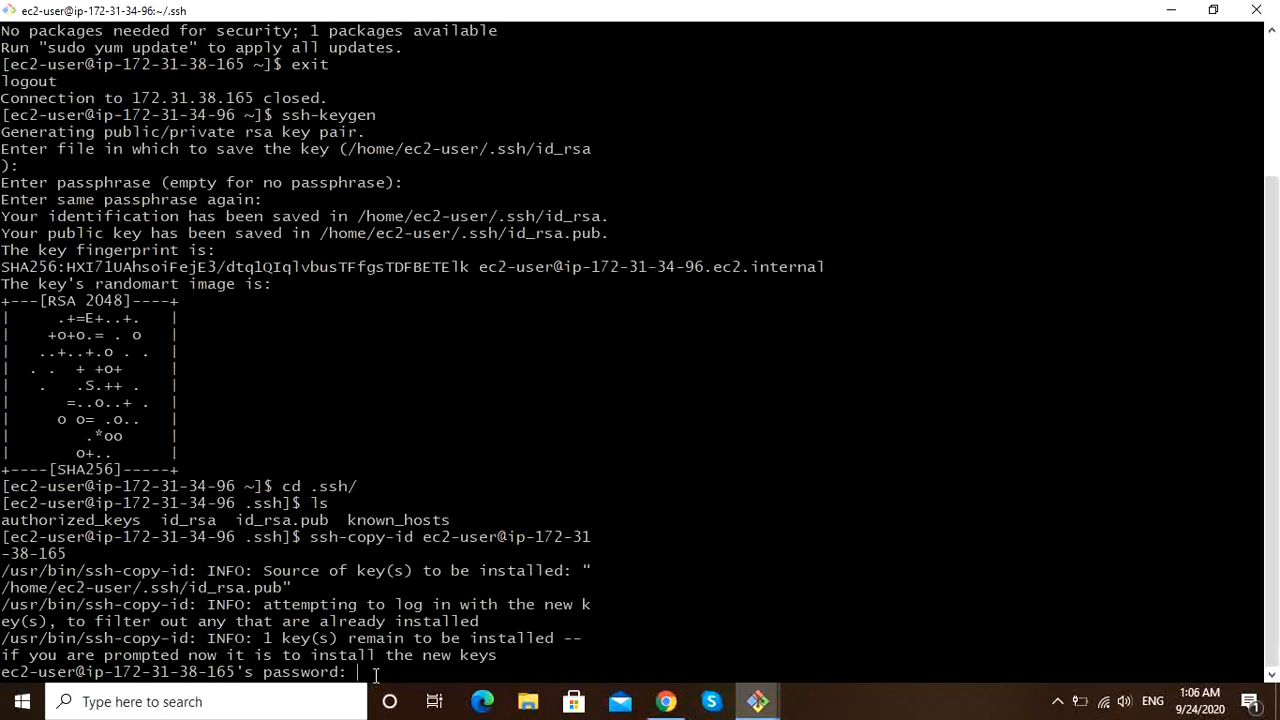 ec2-user@ip-172-31-34-96:~/.ssh
No packages needed for security; 1 packages available
Run "sudo yum update" to apply all updates.
[ec2-user@ip-172-31-38-165 ~]$ exit
logout
Connection to 172.31.38.165 closed.
[ec2-user@ip-172-31-34-96 ~]$ ssh-keygen
Generating public/private rsa key pair.
Enter file in which to save the key (/home/ec2-user/.ssh/id_rsa
):
Enter passphrase (empty for no passphrase):
Enter same passphrase again:
Your identification has been saved in /home/ec2-user/.ssh/id_rsa.
Your public key has been saved in /home/ec2-user/.ssh/id_rsa.pub.
The key fingerprint is:
SHA256:HXI71UAhsoiFejE3/dtq1QIqlvbusTFfgsTDFBETElk ec2-user@ip-172-31-34-96.ec2.internal
The key's randomart image is:
+---[RSA 2048]----+
|     .+=E+..+.   |
|    +o+o.= . o   |
|   ..+..+.o . .  |
|  . .  + +o+     |
|   .   .S.++ .   |
|      =..o..+ .  |
|     o o= .o..   |
|         .*oo    |
|       o+..      |
+----[SHA256]-----+
[ec2-user@ip-172-31-34-96 ~]$ cd .ssh/
[ec2-user@ip-172-31-34-96 .ssh]$ ls
authorized_keys  id_rsa  id_rsa.pub  known_hosts
[ec2-user@ip-172-31-34-96 .ssh]$ ssh-copy-id ec2-user@ip-172-31
-38-165
/usr/bin/ssh-copy-id: INFO: Source of key(s) to be installed: "
/home/ec2-user/.ssh/id_rsa.pub"
/usr/bin/ssh-copy-id: INFO: attempting to log in with the new k
ey(s), to filter out any that are already installed
/usr/bin/ssh-copy-id: INFO: 1 key(s) remain to be installed --
if you are prompted now it is to install the new keys
ec2-user@ip-172-31-38-165's password:
Type here to search
ENG
1:06 AM
9/24/2020
1